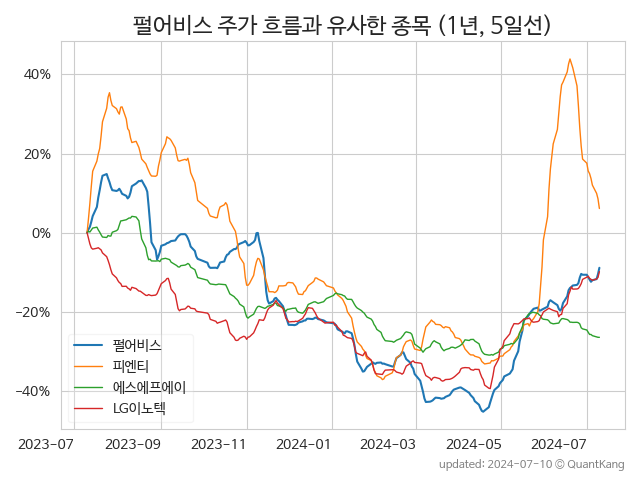 펄어비스 주가 흐름과 유사한 종목 (1년, 5일선)
40%
20%
0%
−20%
−40%
펄어비스
피엔티
에스에프에이
LG이노텍
2023-07
2023-09
2023-11
2024-01
2024-03
2024-05
2024-07
updated: 2024-07-10 © QuantKang